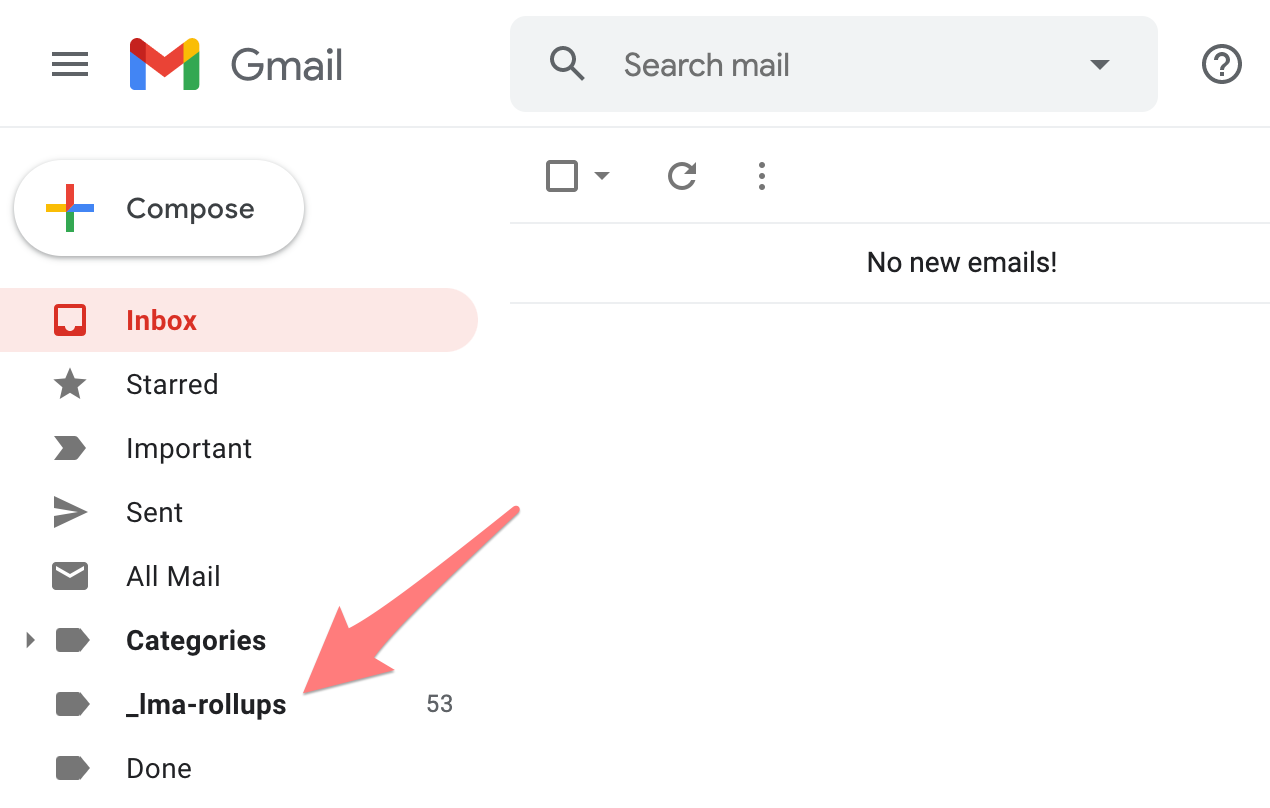 Gmail
Search mail
Compose
No new emails!
Inbox
Starred
Important
Sent
All Mail
Categories
_lma-rollups 53
Done